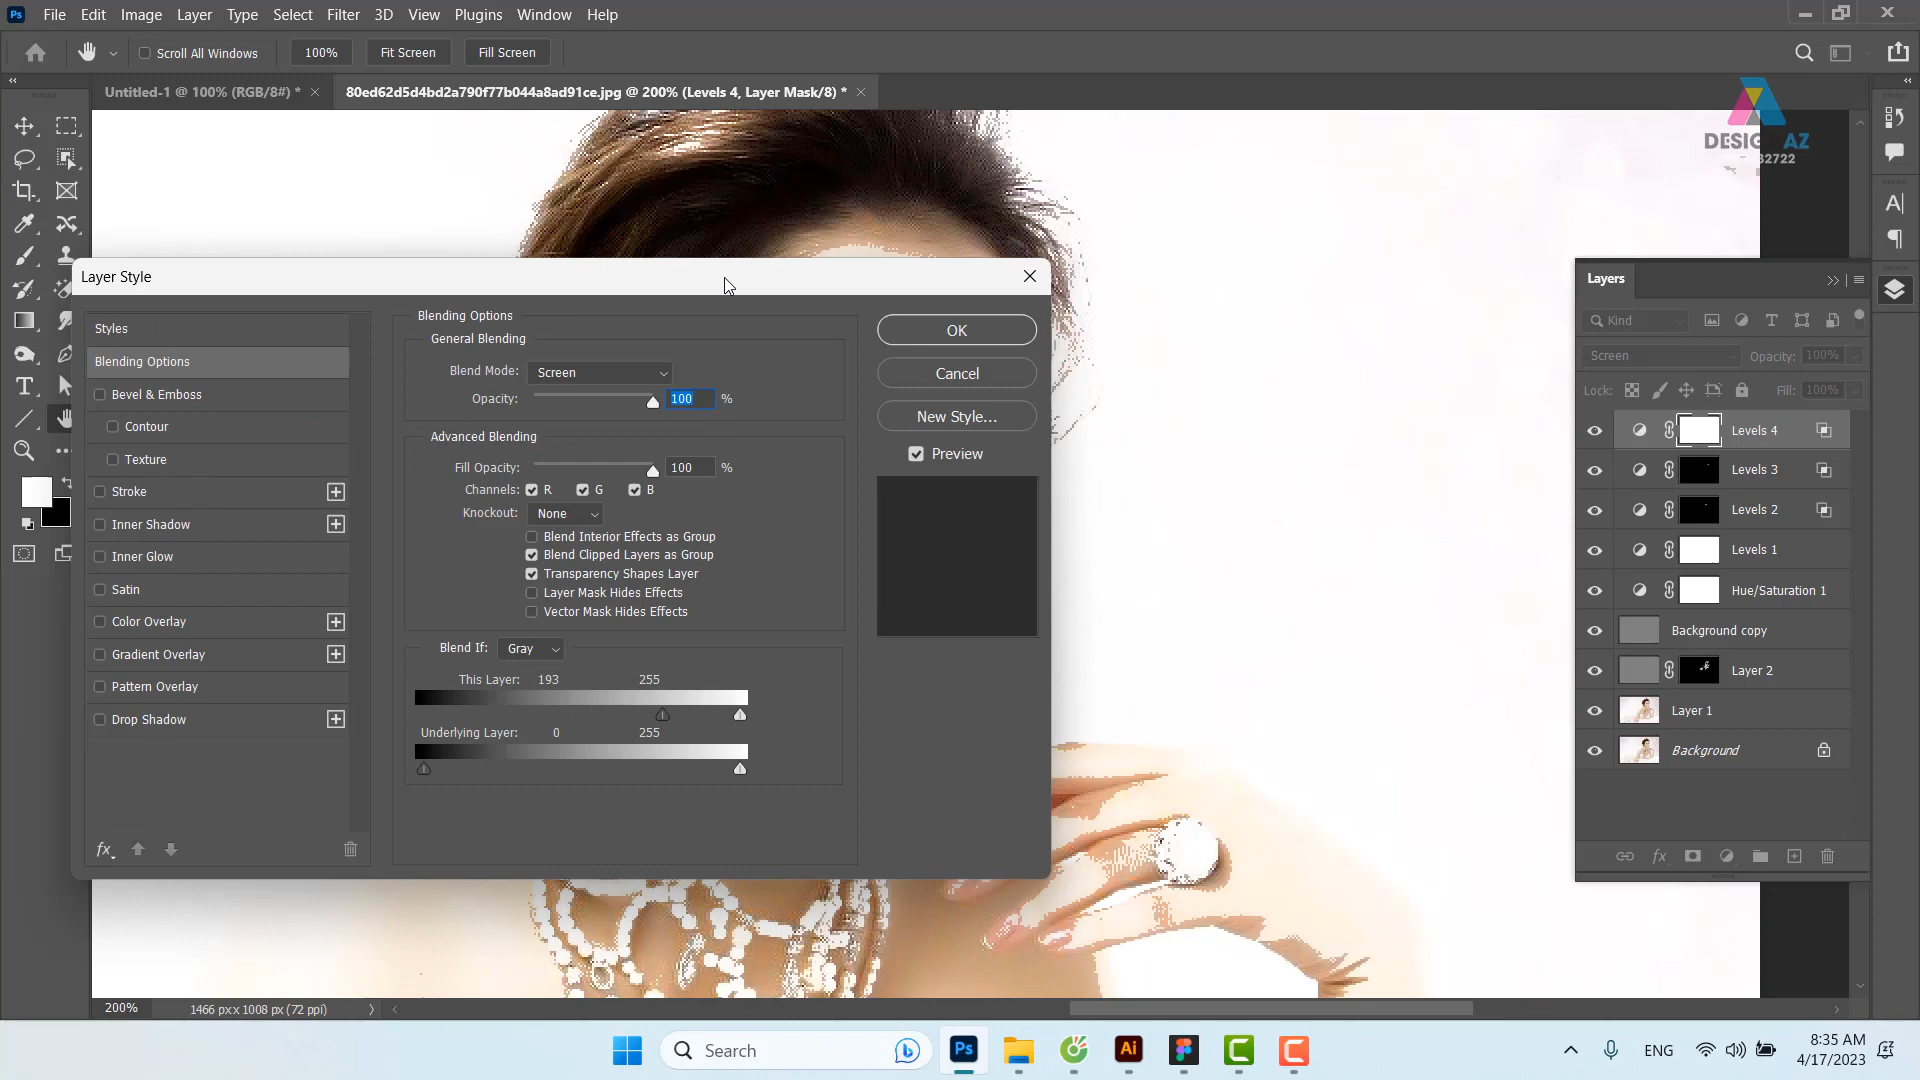 Ps File Edit Image Layer Type Select Filter 3D View Plugins Window Help
Scroll All Windows 100% Fit Screen Fill Screen
Untitled-1 @ 100% (RGB/8#) *
80ed62d5d4bd2a790f77b044a8ad91ce.jpg @ 200% (Levels 4, Layer Mask/8) *
Layer Style
Styles
Blending Options
Bevel & Emboss
Contour
Texture
Stroke
Inner Shadow
Inner Glow
Satin
Color Overlay
Gradient Overlay
Pattern Overlay
Drop Shadow
fx
Blending Options
General Blending
Blend Mode: Screen
Opacity: 100 %
Advanced Blending
Fill Opacity: 100 %
Channels: R G B
Knockout: None
Blend Interior Effects as Group
Blend Clipped Layers as Group
Transparency Shapes Layer
Layer Mask Hides Effects
Vector Mask Hides Effects
Blend If: Gray
This Layer: 193 255
Underlying Layer: 0 255
OK
Cancel
New Style...
Preview
Layers
Kind
Screen Opacity: 100%
Lock: Fill: 100%
Levels 4
Levels 3
Levels 2
Levels 1
Hue/Saturation 1
Background copy
Layer 2
Layer 1
Background
fx
200% 1466 px x 1008 px (72 ppi)
Search
Ps
Ai
ENG
8:35 AM
4/17/2023